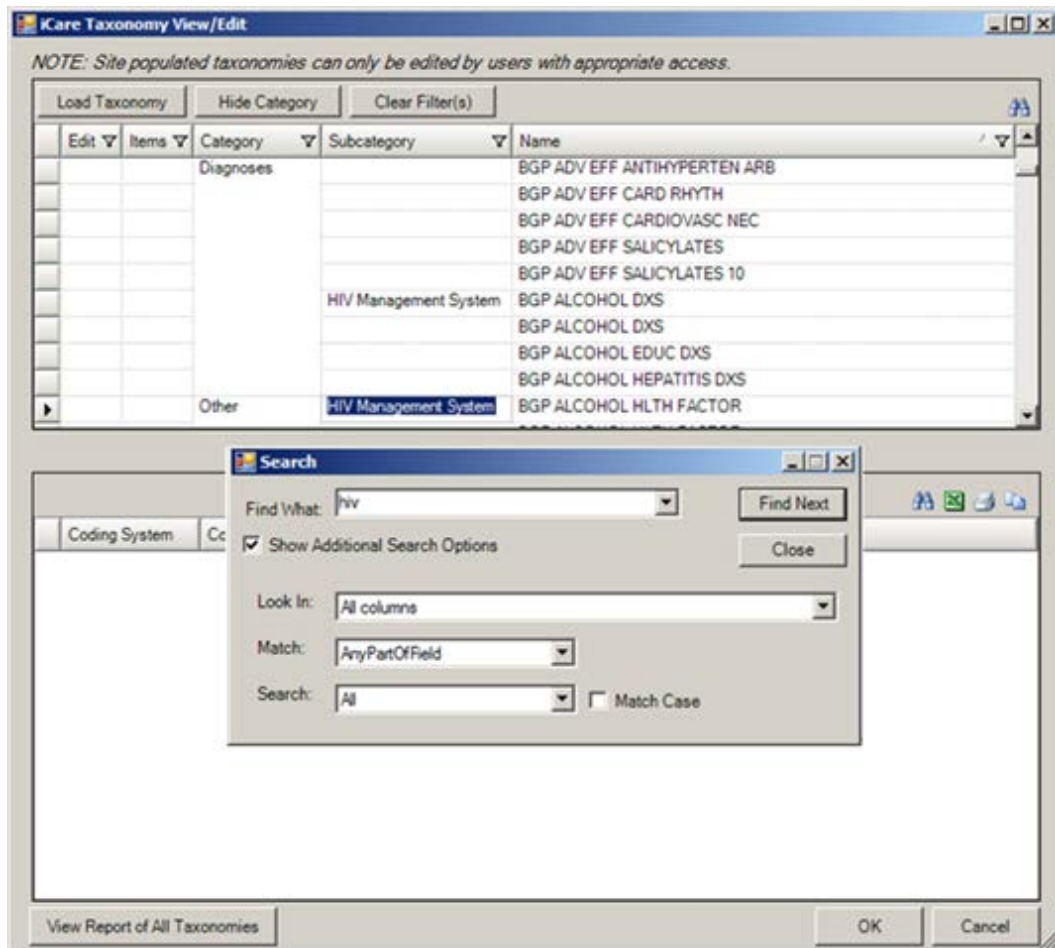 iCare Taxonomy View/Edit
NOTE: Site populated taxonomies can only be edited by users with appropriate access.
Load Taxonomy Hide Category Clear Filter(s)
Edit Items Category Subcategory Name
Diagnoses BGP ADV EFF ANTIHYPERTEN ARB
BGP ADV EFF CARD RHYTH
BGP ADV EFF CARDIOVASC NEC
BGP ADV EFF SALICYLATES
BGP ADV EFF SALICYLATES 10
HIV Management System BGP ALCOHOL DXS
BGP ALCOHOL DXS
BGP ALCOHOL EDUC DXS
BGP ALCOHOL HEPATITIS DXS
Other HIV Management System BGP ALCOHOL HLTH FACTOR
Search
Find What: hiv Find Next
Show Additional Search Options Close
Coding System
Look In: All columns
Match: AnyPartOfField
Search: All Match Case
View Report of All Taxonomies OK Cancel